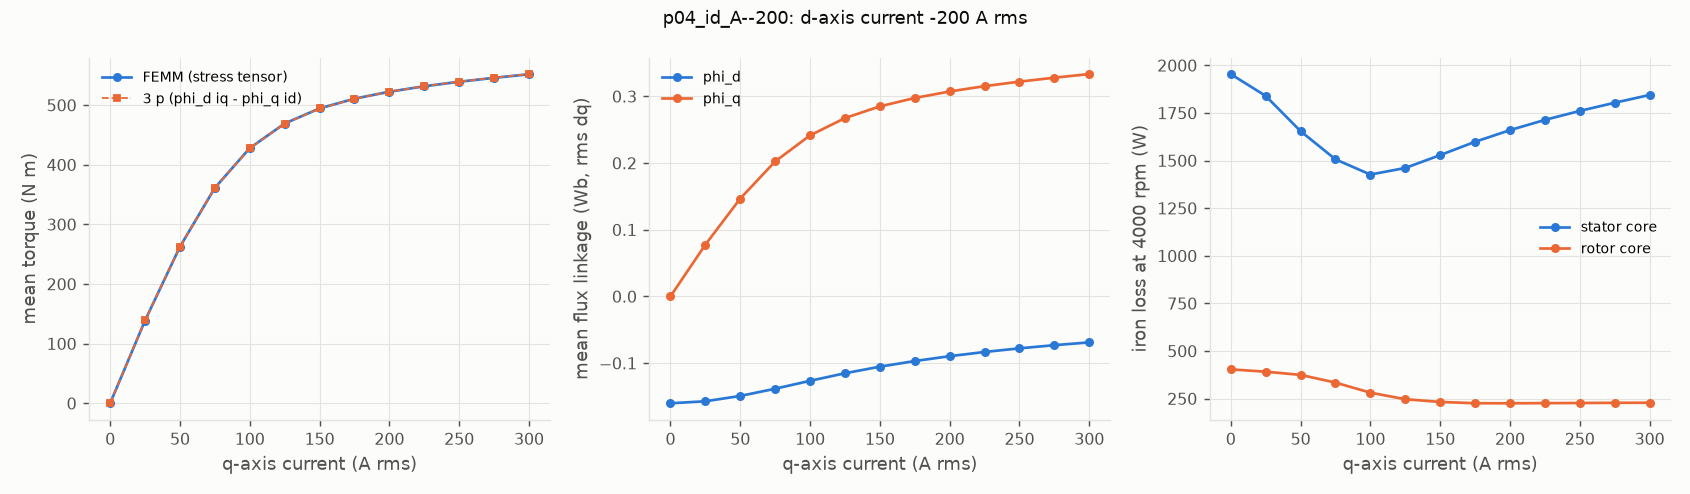 p04_id_A--200: d-axis current -200 A rms
mean torque (N m)
500
400
300
200
100
0
FEMM (stress tensor)
3 p (phi_d iq - phi_q id)
0 50 100 150 200 250 300
q-axis current (A rms)
mean flux linkage (Wb, rms dq)
0.3
0.2
0.1
0.0
−0.1
phi_d
phi_q
0 50 100 150 200 250 300
q-axis current (A rms)
iron loss at 4000 rpm (W)
2000
1750
1500
1250
1000
750
500
250
stator core
rotor core
0 50 100 150 200 250 300
q-axis current (A rms)